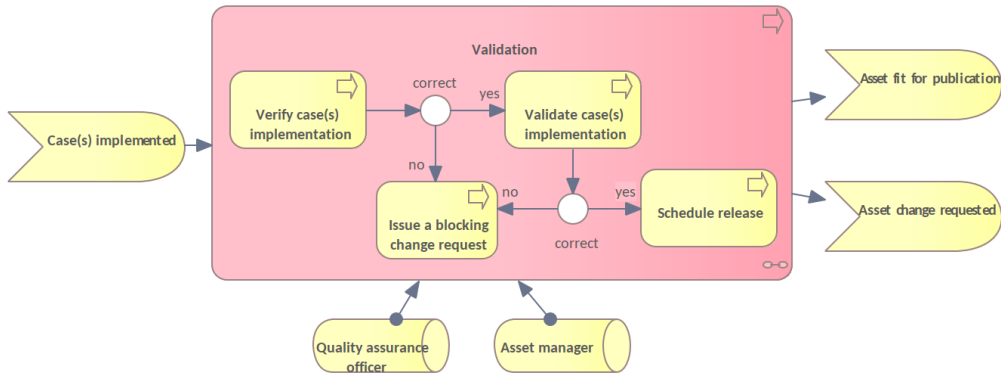 Validation
correct
yes
Verify case(s)
implementation
Validate case(s)
implementation
Case(s) implemented
no
Issue a blocking
change request
no
yes
correct
Schedule release
Asset fit for publication
Asset change requested
Quality assurance
officer
Asset manager